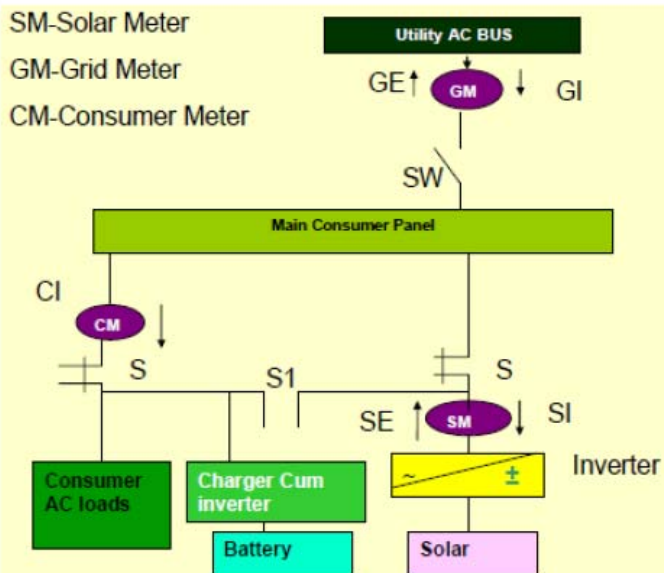 SM-Solar Meter
GM-Grid Meter
CM-Consumer Meter
Utility AC BUS
GE
GM
GI
SW
Main Consumer Panel
CI
CM
S
S1
S
SE
SM
SI
Consumer
AC loads
Charger Cum
inverter
~
±
Inverter
Battery
Solar